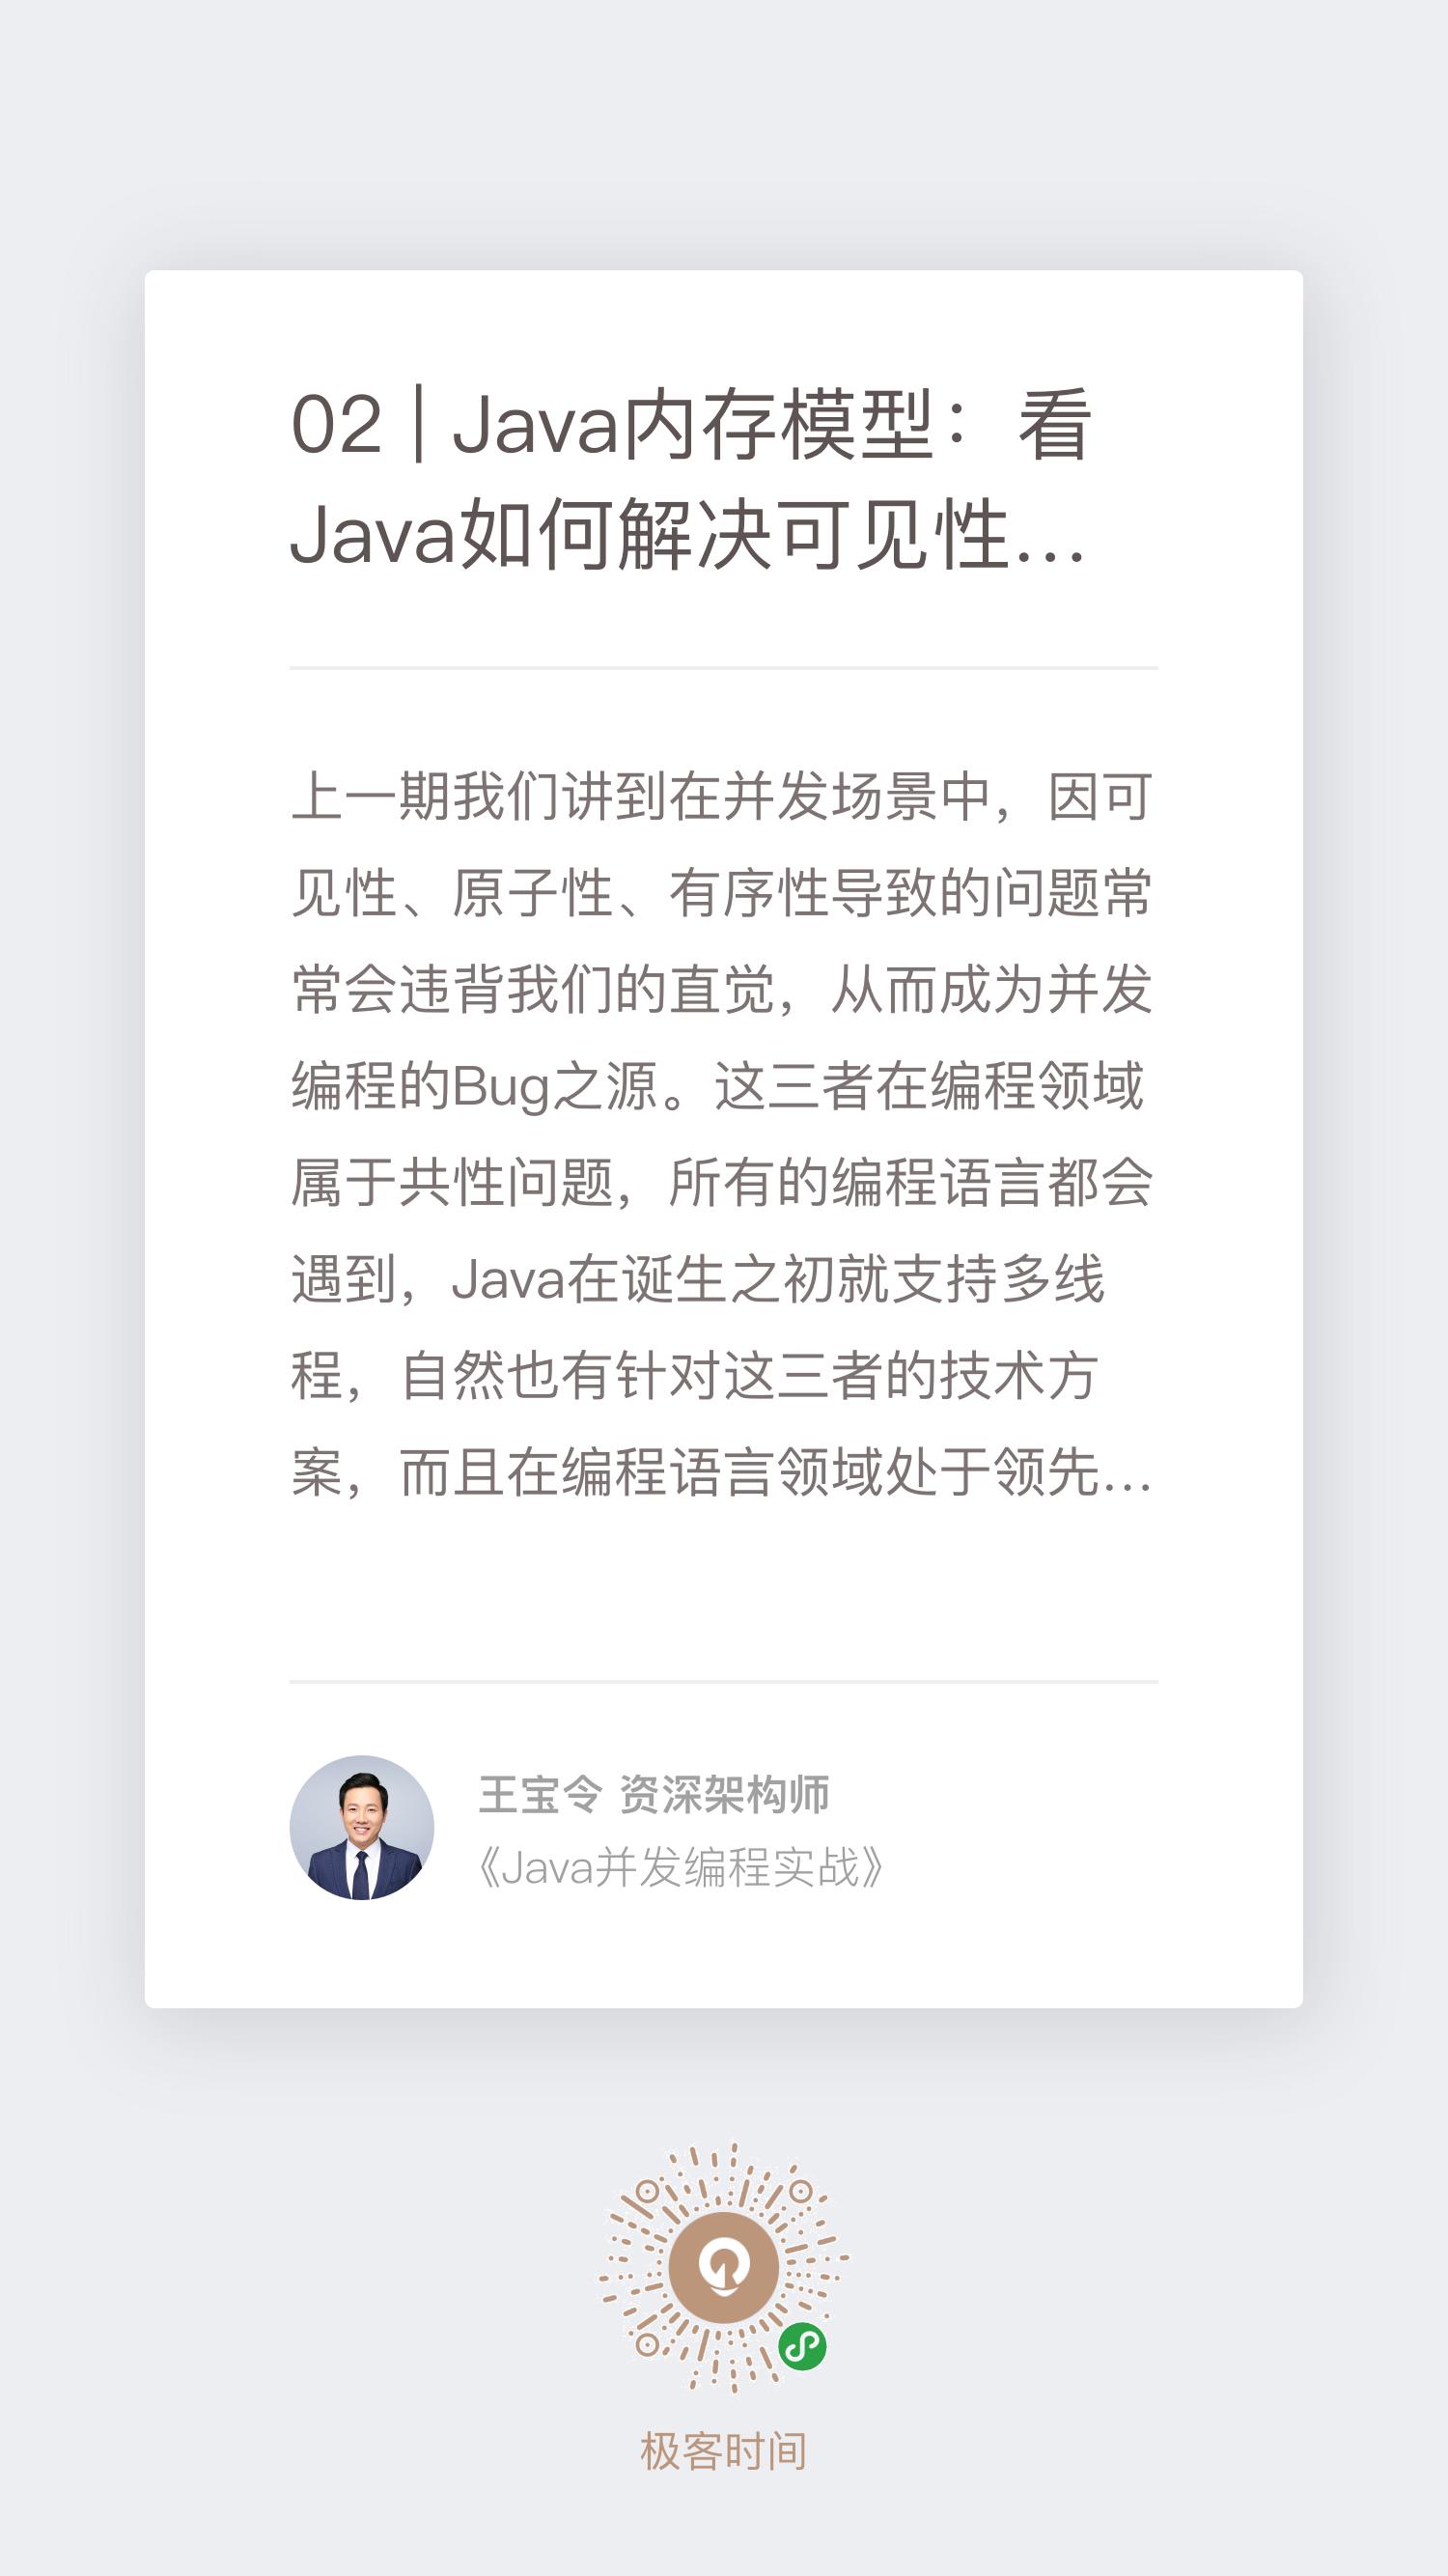 02 | Java内存模型：看
Java如何解决可见性...
上一期我们讲到在并发场景中，因可
见性、原子性、有序性导致的问题常
常会违背我们的直觉，从而成为并发
编程的Bug之源。这三者在编程领域
属于共性问题，所有的编程语言都会
遇到，Java在诞生之初就支持多线
程，自然也有针对这三者的技术方
案，而且在编程语言领域处于领先...
王宝令 资深架构师
《Java并发编程实战》
极客时间